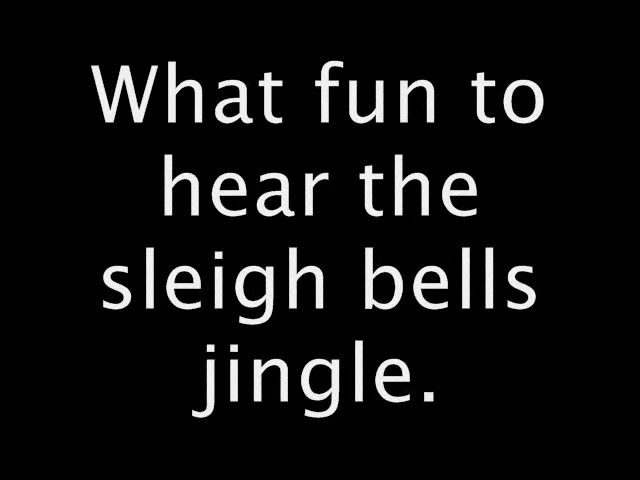 What fun to
hear the
sleigh bells
jingle.